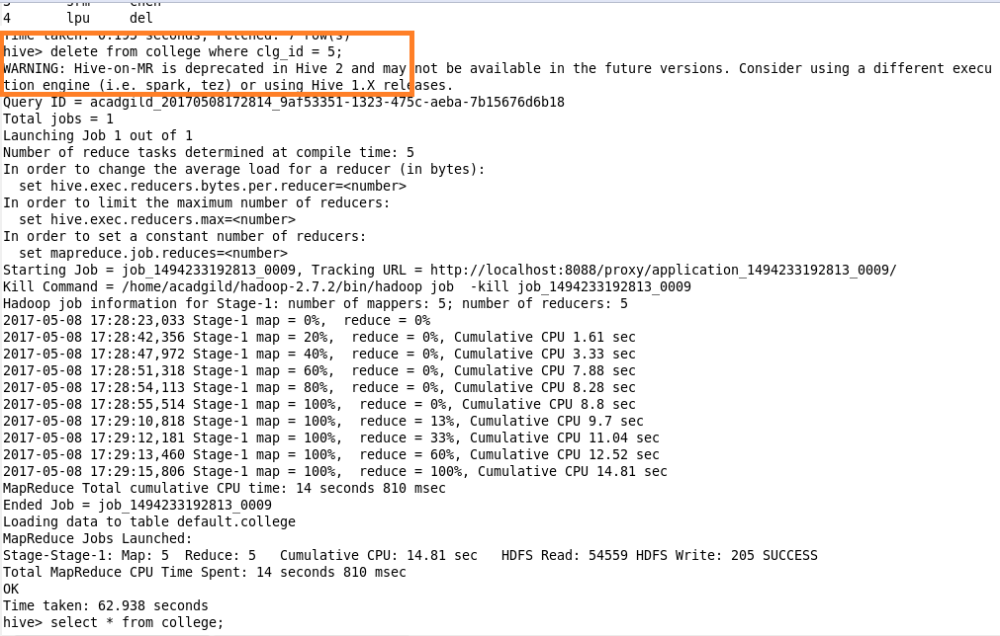 4       lpu     del
Time taken: 0.195 seconds, Fetched: 7 row(s)
hive> delete from college where clg_id = 5;
WARNING: Hive-on-MR is deprecated in Hive 2 and may not be available in the future versions. Consider using a different execu
tion engine (i.e. spark, tez) or using Hive 1.X releases.
Query ID = acadgild_20170508172814_9af53351-1323-475c-aeba-7b15676d6b18
Total jobs = 1
Launching Job 1 out of 1
Number of reduce tasks determined at compile time: 5
In order to change the average load for a reducer (in bytes):
  set hive.exec.reducers.bytes.per.reducer=<number>
In order to limit the maximum number of reducers:
  set hive.exec.reducers.max=<number>
In order to set a constant number of reducers:
  set mapreduce.job.reduces=<number>
Starting Job = job_1494233192813_0009, Tracking URL = http://localhost:8088/proxy/application_1494233192813_0009/
Kill Command = /home/acadgild/hadoop-2.7.2/bin/hadoop job  -kill job_1494233192813_0009
Hadoop job information for Stage-1: number of mappers: 5; number of reducers: 5
2017-05-08 17:28:23,033 Stage-1 map = 0%,  reduce = 0%
2017-05-08 17:28:42,356 Stage-1 map = 20%,  reduce = 0%, Cumulative CPU 1.61 sec
2017-05-08 17:28:47,972 Stage-1 map = 40%,  reduce = 0%, Cumulative CPU 3.33 sec
2017-05-08 17:28:51,318 Stage-1 map = 60%,  reduce = 0%, Cumulative CPU 7.88 sec
2017-05-08 17:28:54,113 Stage-1 map = 80%,  reduce = 0%, Cumulative CPU 8.28 sec
2017-05-08 17:28:55,514 Stage-1 map = 100%,  reduce = 0%, Cumulative CPU 8.8 sec
2017-05-08 17:29:10,818 Stage-1 map = 100%,  reduce = 13%, Cumulative CPU 9.7 sec
2017-05-08 17:29:12,181 Stage-1 map = 100%,  reduce = 33%, Cumulative CPU 11.04 sec
2017-05-08 17:29:13,460 Stage-1 map = 100%,  reduce = 60%, Cumulative CPU 12.52 sec
2017-05-08 17:29:15,806 Stage-1 map = 100%,  reduce = 100%, Cumulative CPU 14.81 sec
MapReduce Total cumulative CPU time: 14 seconds 810 msec
Ended Job = job_1494233192813_0009
Loading data to table default.college
MapReduce Jobs Launched:
Stage-Stage-1: Map: 5  Reduce: 5   Cumulative CPU: 14.81 sec   HDFS Read: 54559 HDFS Write: 205 SUCCESS
Total MapReduce CPU Time Spent: 14 seconds 810 msec
OK
Time taken: 62.938 seconds
hive> select * from college;